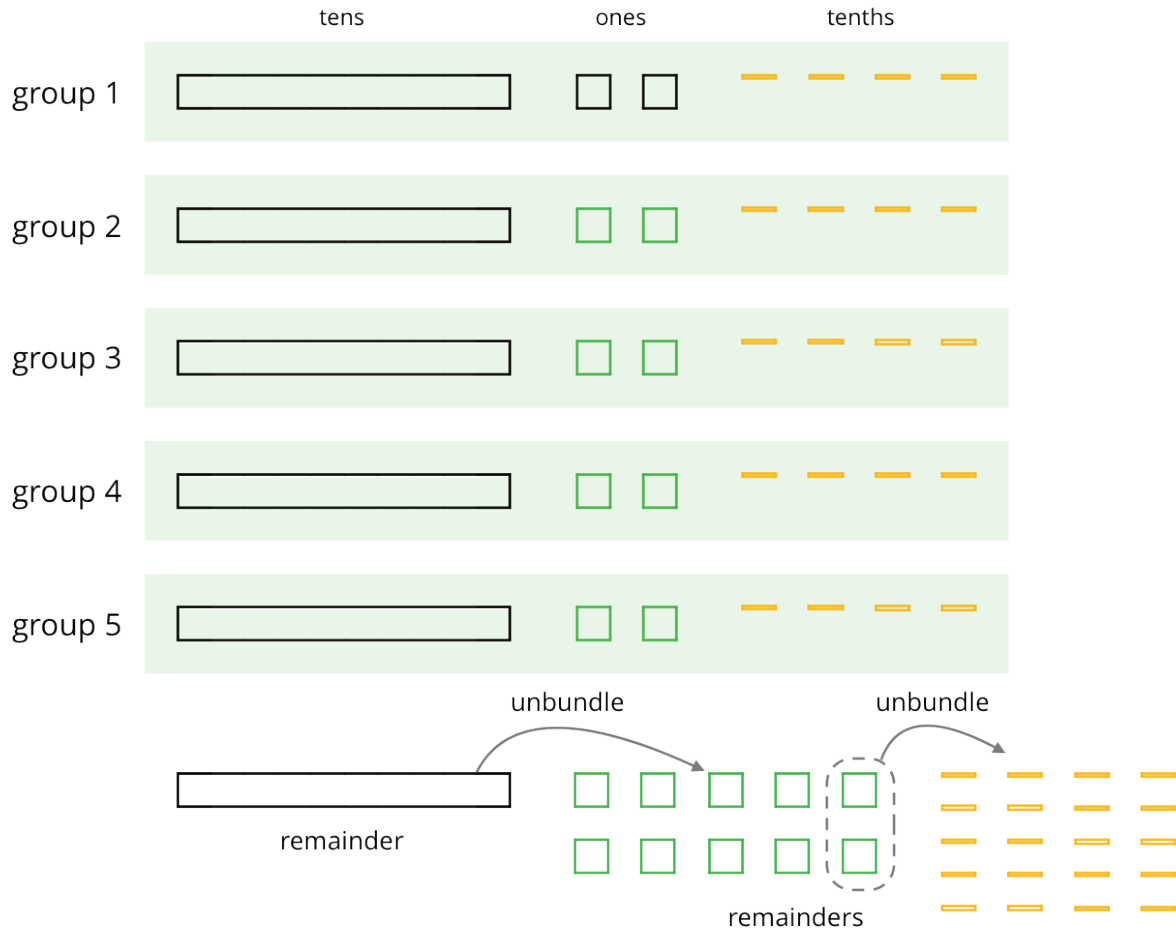 tens ones tenths
group 1
group 2
group 3
group 4
group 5
unbundle unbundle
remainder
remainders